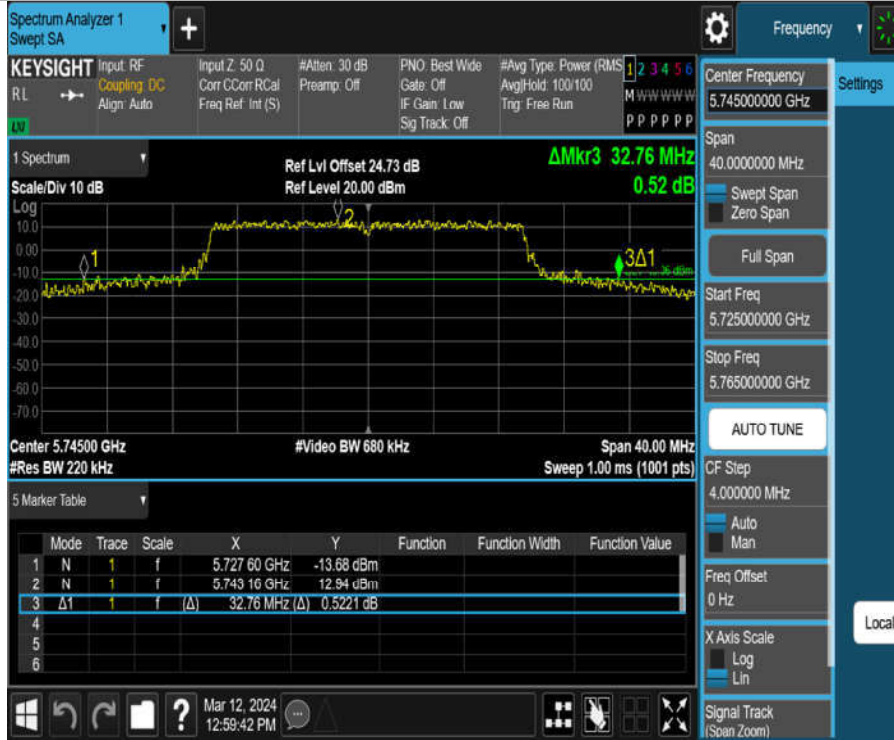 Spectrum Analyzer 1
Swept SA
+
Frequency
KEYSIGHT
RL
LXI
Input: RF
Coupling: DC
Align: Auto
Input Z: 50 Ω
Corr CCorr RCal
Freq Ref: Int (S)
#Atten: 30 dB
Preamp: Off
PNO: Best Wide
Gate: Off
IF Gain: Low
Sig Track: Off
#Avg Type: Power (RMS
Avg|Hold: 100/100
Trig: Free Run
1 2 3 4 5 6
M W W W W W
P P P P P P
1 Spectrum
Scale/Div 10 dB
Ref Lvl Offset 24.73 dB
Ref Level 20.00 dBm
ΔMkr3 32.76 MHz
0.52 dB
Log
10.0
0.00
-10.0
-20.0
-30.0
-40.0
-50.0
-60.0
-70.0
1
2
3Δ1
Center 5.74500 GHz
#Video BW 680 kHz
Span 40.00 MHz
#Res BW 220 kHz
Sweep 1.00 ms (1001 pts)
5 Marker Table
Mode Trace Scale X Y Function Function Width Function Value
1 N 1 f 5.727 60 GHz -13.68 dBm
2 N 1 f 5.743 16 GHz 12.94 dBm
3 Δ1 1 f (Δ) 32.76 MHz (Δ) 0.5221 dB
4
5
6
?
Mar 12, 2024
12:59:42 PM
Center Frequency
5.745000000 GHz
Span
40.0000000 MHz
Swept Span
Zero Span
Full Span
Start Freq
5.725000000 GHz
Stop Freq
5.765000000 GHz
AUTO TUNE
CF Step
4.000000 MHz
Auto
Man
Freq Offset
0 Hz
X Axis Scale
Log
Lin
Signal Track
(Span Zoom)
Settings
Local